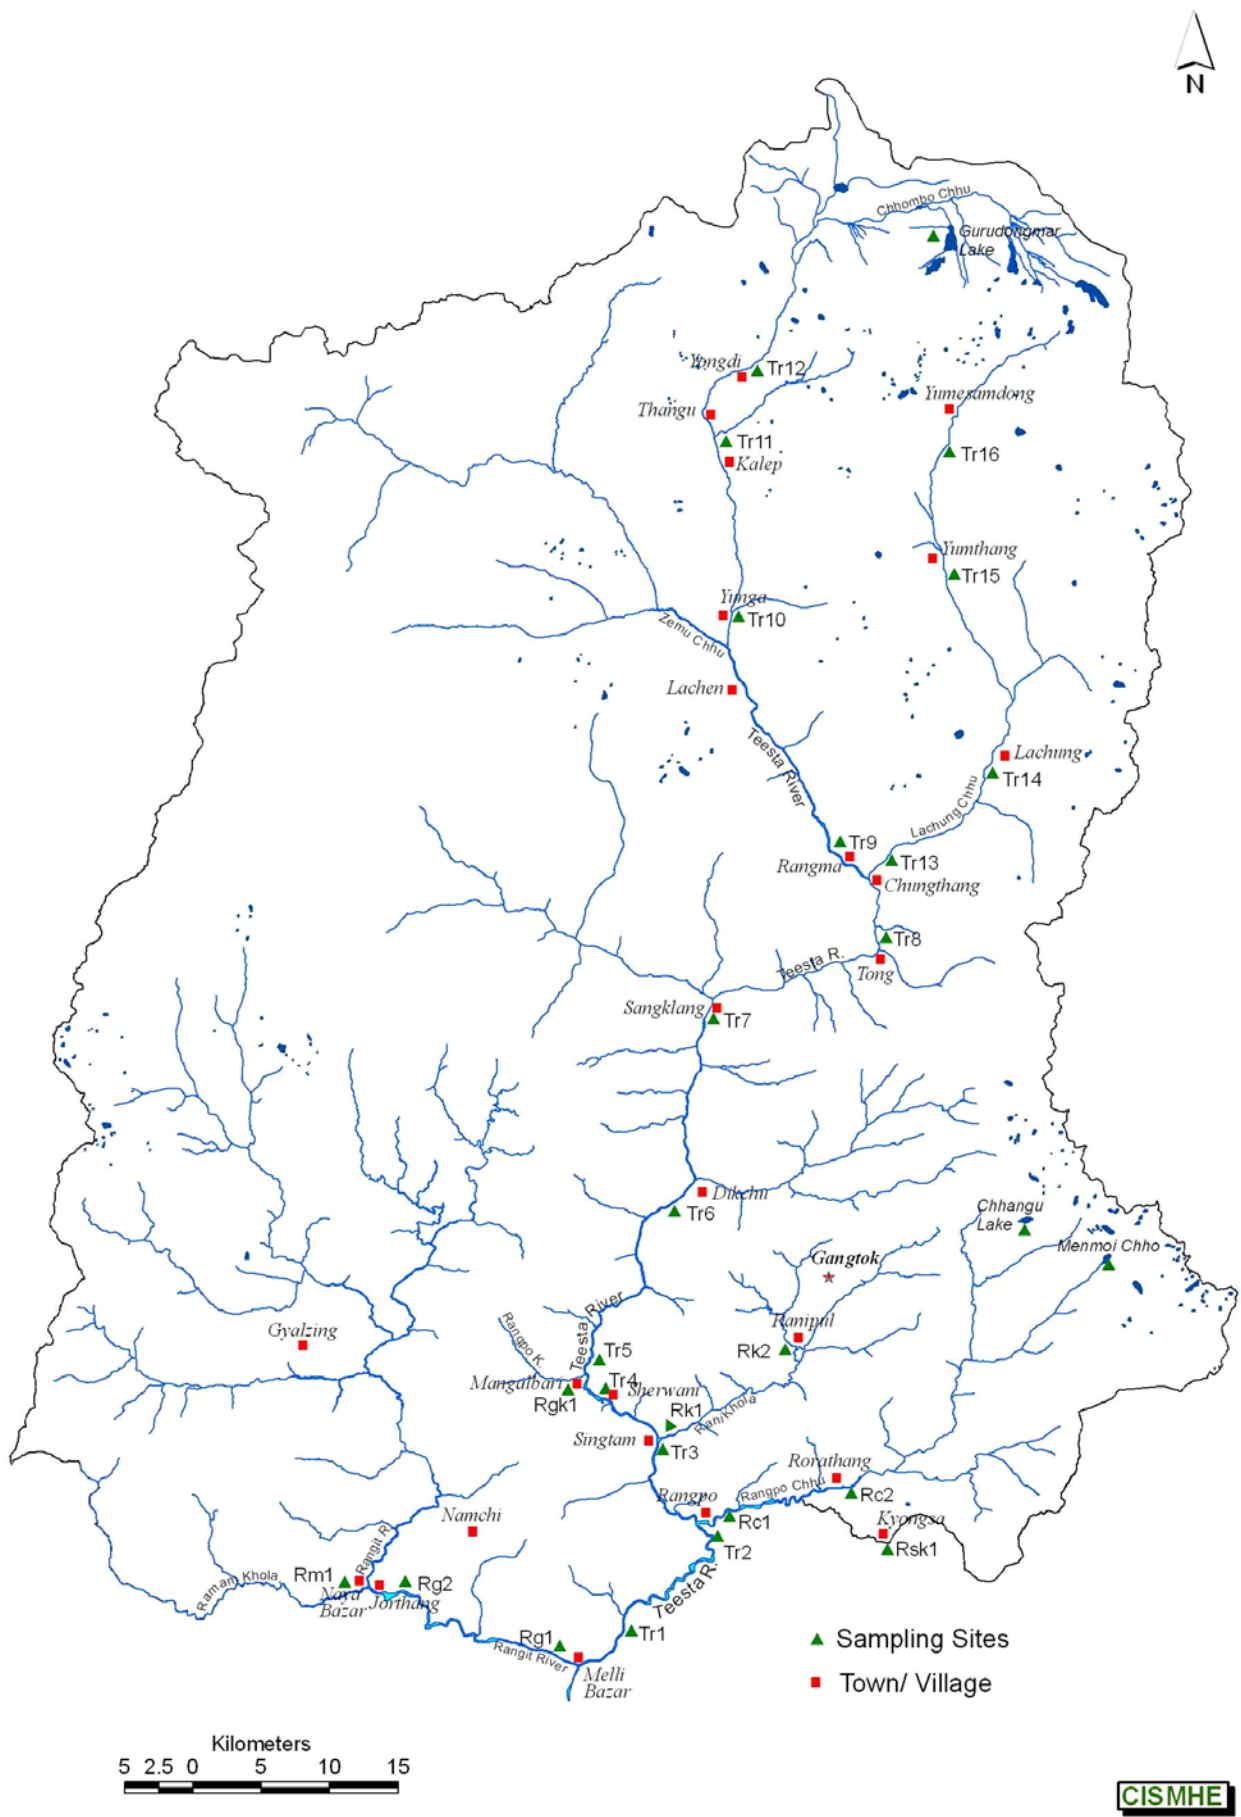 N
Chhombo Chhu
Gurudongmar
Lake
Yongdi
Tr12
Thangu
Yumesamdong
Tr11
Kalep
Tr16
Yumthang
Tr15
Yunga
Tr10
Zemu Chhu
Lachen
Teesta River
Lachung
Tr14
Lachung Chhu
Tr9
Rangma
Tr13
Chungthang
Tr8
Teesta R.
Tong
Sangklang
Tr7
Dikchu
Tr6
Chhangu
Lake
Menmoi Chho
Gangtok
Teesta River
Rangpo K.
Gyalzing
Ranipul
Rk2
Tr5
Mangalbari
Tr4
Sherwani
Rgk1
Rk1
Rani Khola
Singtam
Tr3
Rorathang
Rangpo
Rangpo Chhu
Rc2
Namchi
Rc1
Kyongsa
Tr2
Rsk1
Rangit R.
Rm1
Ramam Khola
Naya
Bazar
Jorthang
Rg2
Teesta R.
Tr1
Rg1
Rangit River
Melli
Bazar
Sampling Sites
Town/ Village
Kilometers
5 2.5 0 5 10 15
CISMHE